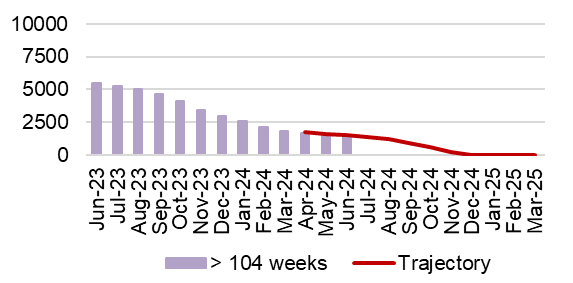 10000
7500
5000
2500
0
Jun-23
Jul-23
Aug-23
Sep-23
Oct-23
Nov-23
Dec-23
Jan-24
Feb-24
Mar-24
Apr-24
May-24
Jun-24
Jul-24
Aug-24
Sep-24
Oct-24
Nov-24
Dec-24
Jan-25
Feb-25
Mar-25
> 104 weeks Trajectory